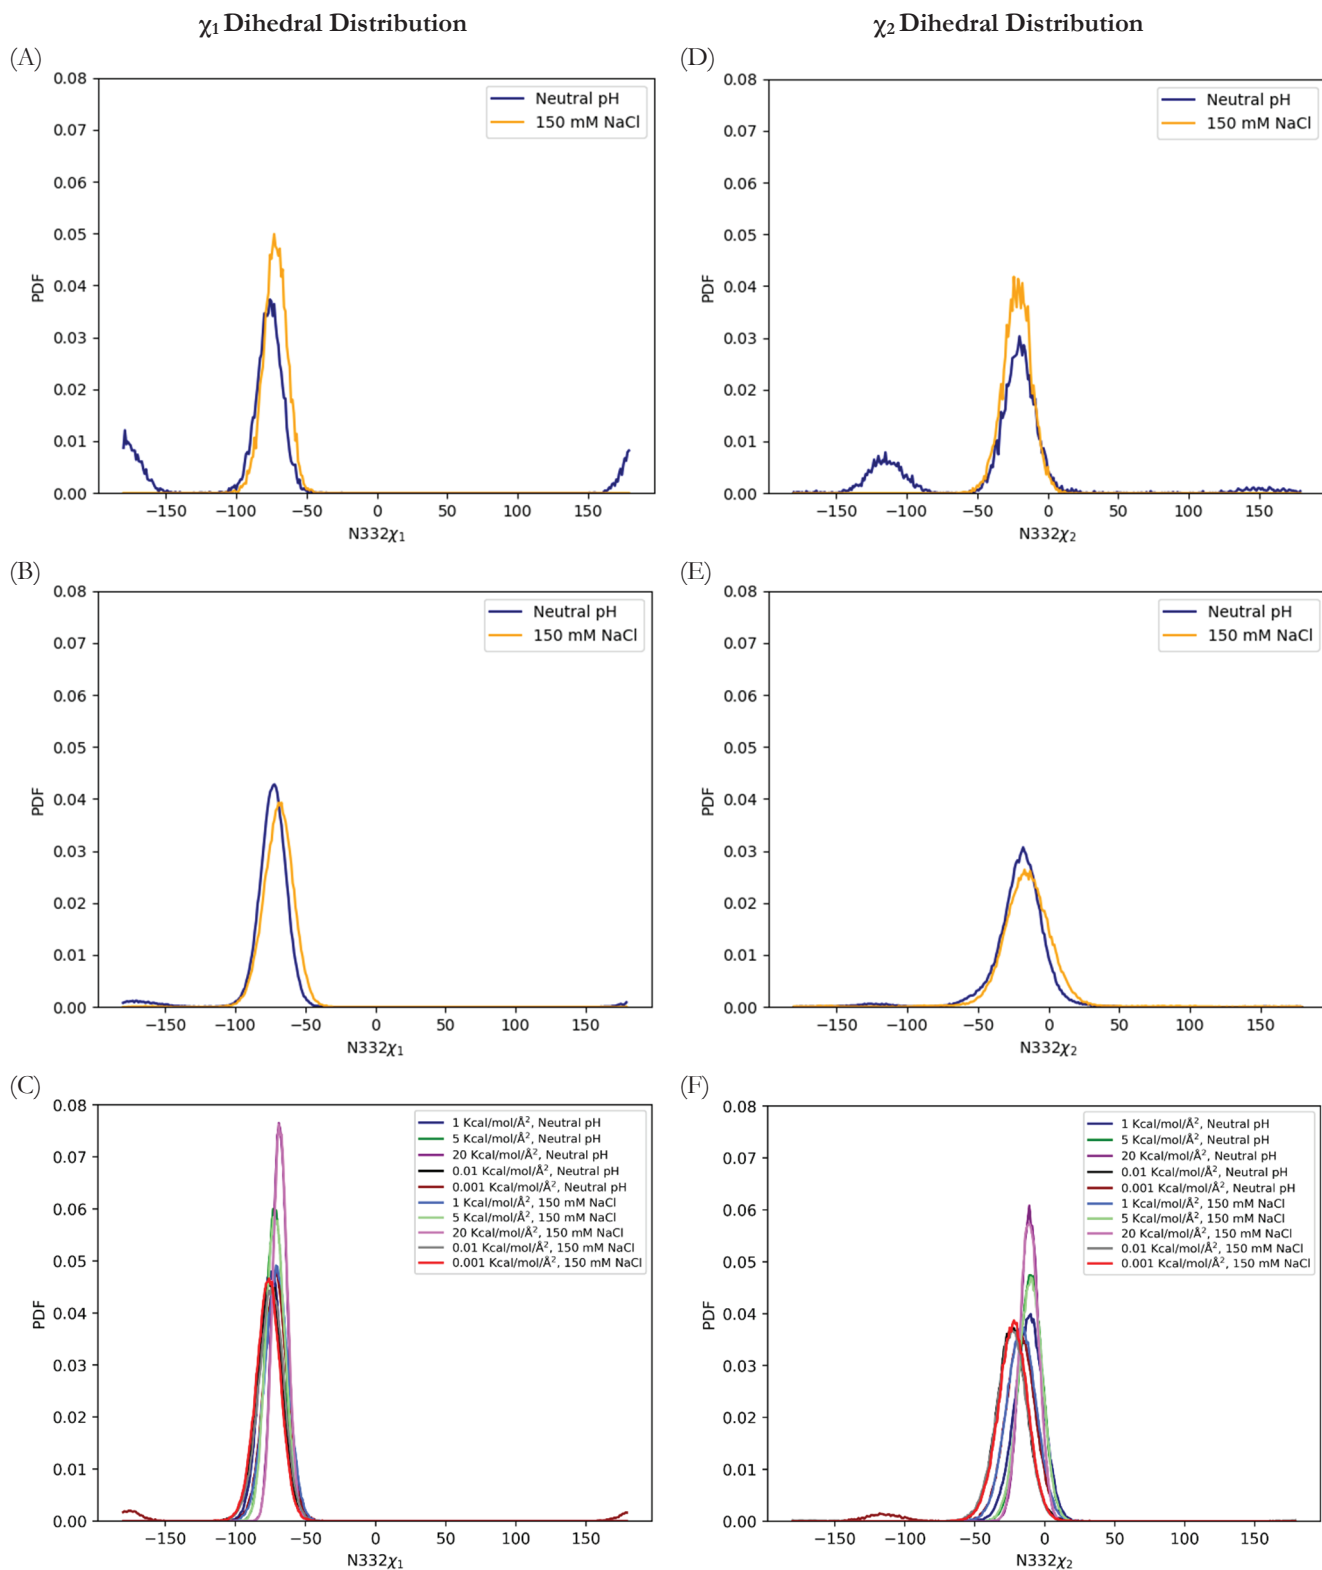 χ₁ Dihedral Distribution
χ₂ Dihedral Distribution
(A)
0.08
0.07
0.06
0.05
0.04
0.03
0.02
0.01
0.00
PDF
−150 −100 −50 0 50 100 150
N332χ₁
Neutral pH
150 mM NaCl
(D)
0.08
0.07
0.06
0.05
0.04
0.03
0.02
0.01
0.00
PDF
−150 −100 −50 0 50 100 150
N332χ₂
Neutral pH
150 mM NaCl
(B)
0.08
0.07
0.06
0.05
0.04
0.03
0.02
0.01
0.00
PDF
−150 −100 −50 0 50 100 150
N332χ₁
Neutral pH
150 mM NaCl
(E)
0.08
0.07
0.06
0.05
0.04
0.03
0.02
0.01
0.00
PDF
−150 −100 −50 0 50 100 150
N332χ₂
Neutral pH
150 mM NaCl
(C)
0.08
0.07
0.06
0.05
0.04
0.03
0.02
0.01
0.00
PDF
−150 −100 −50 0 50 100 150
N332χ₁
1 Kcal/mol/Å², Neutral pH
5 Kcal/mol/Å², Neutral pH
20 Kcal/mol/Å², Neutral pH
0.01 Kcal/mol/Å², Neutral pH
0.001 Kcal/mol/Å², Neutral pH
1 Kcal/mol/Å², 150 mM NaCl
5 Kcal/mol/Å², 150 mM NaCl
20 Kcal/mol/Å², 150 mM NaCl
0.01 Kcal/mol/Å², 150 mM NaCl
0.001 Kcal/mol/Å², 150 mM NaCl
(F)
0.08
0.07
0.06
0.05
0.04
0.03
0.02
0.01
0.00
PDF
−150 −100 −50 0 50 100 150
N332χ₂
1 Kcal/mol/Å², Neutral pH
5 Kcal/mol/Å², Neutral pH
20 Kcal/mol/Å², Neutral pH
0.01 Kcal/mol/Å², Neutral pH
0.001 Kcal/mol/Å², Neutral pH
1 Kcal/mol/Å², 150 mM NaCl
5 Kcal/mol/Å², 150 mM NaCl
20 Kcal/mol/Å², 150 mM NaCl
0.01 Kcal/mol/Å², 150 mM NaCl
0.001 Kcal/mol/Å², 150 mM NaCl